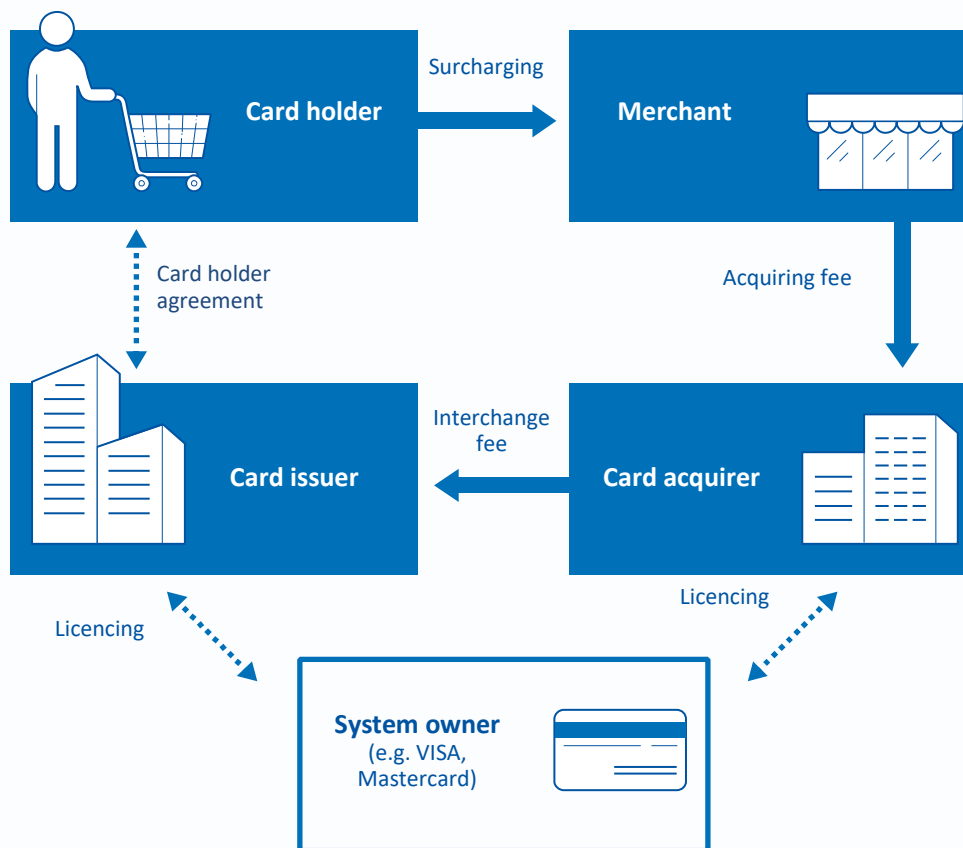 Surcharging
Card holder
Merchant
Card holder
agreement
Acquiring fee
Interchange
fee
Card issuer
Card acquirer
Licencing
Licencing
System owner
(e.g. VISA,
Mastercard)